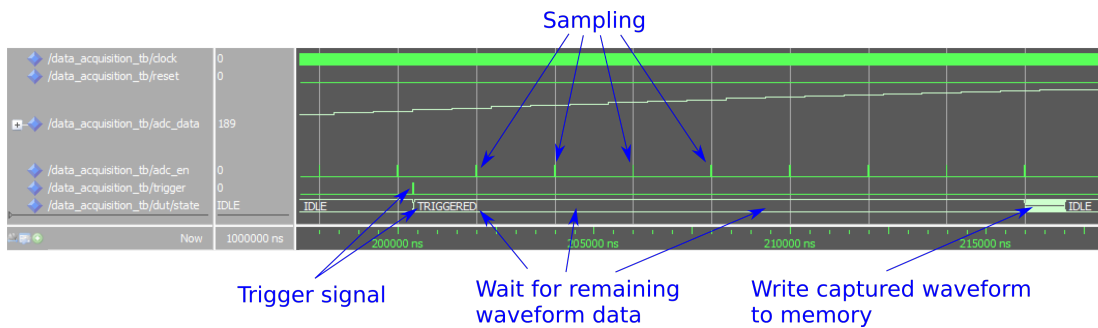 Sampling
/data_acquisition_tb/clock 0
/data_acquisition_tb/reset 0
/data_acquisition_tb/adc_data 189
/data_acquisition_tb/adc_en 0
/data_acquisition_tb/trigger 0
/data_acquisition_tb/dut/state IDLE IDLE TRIGGERED IDLE
Now 1000000 ns 200000 ns 205000 ns 210000 ns 215000 ns
Trigger signal
Wait for remaining
waveform data
Write captured waveform
to memory